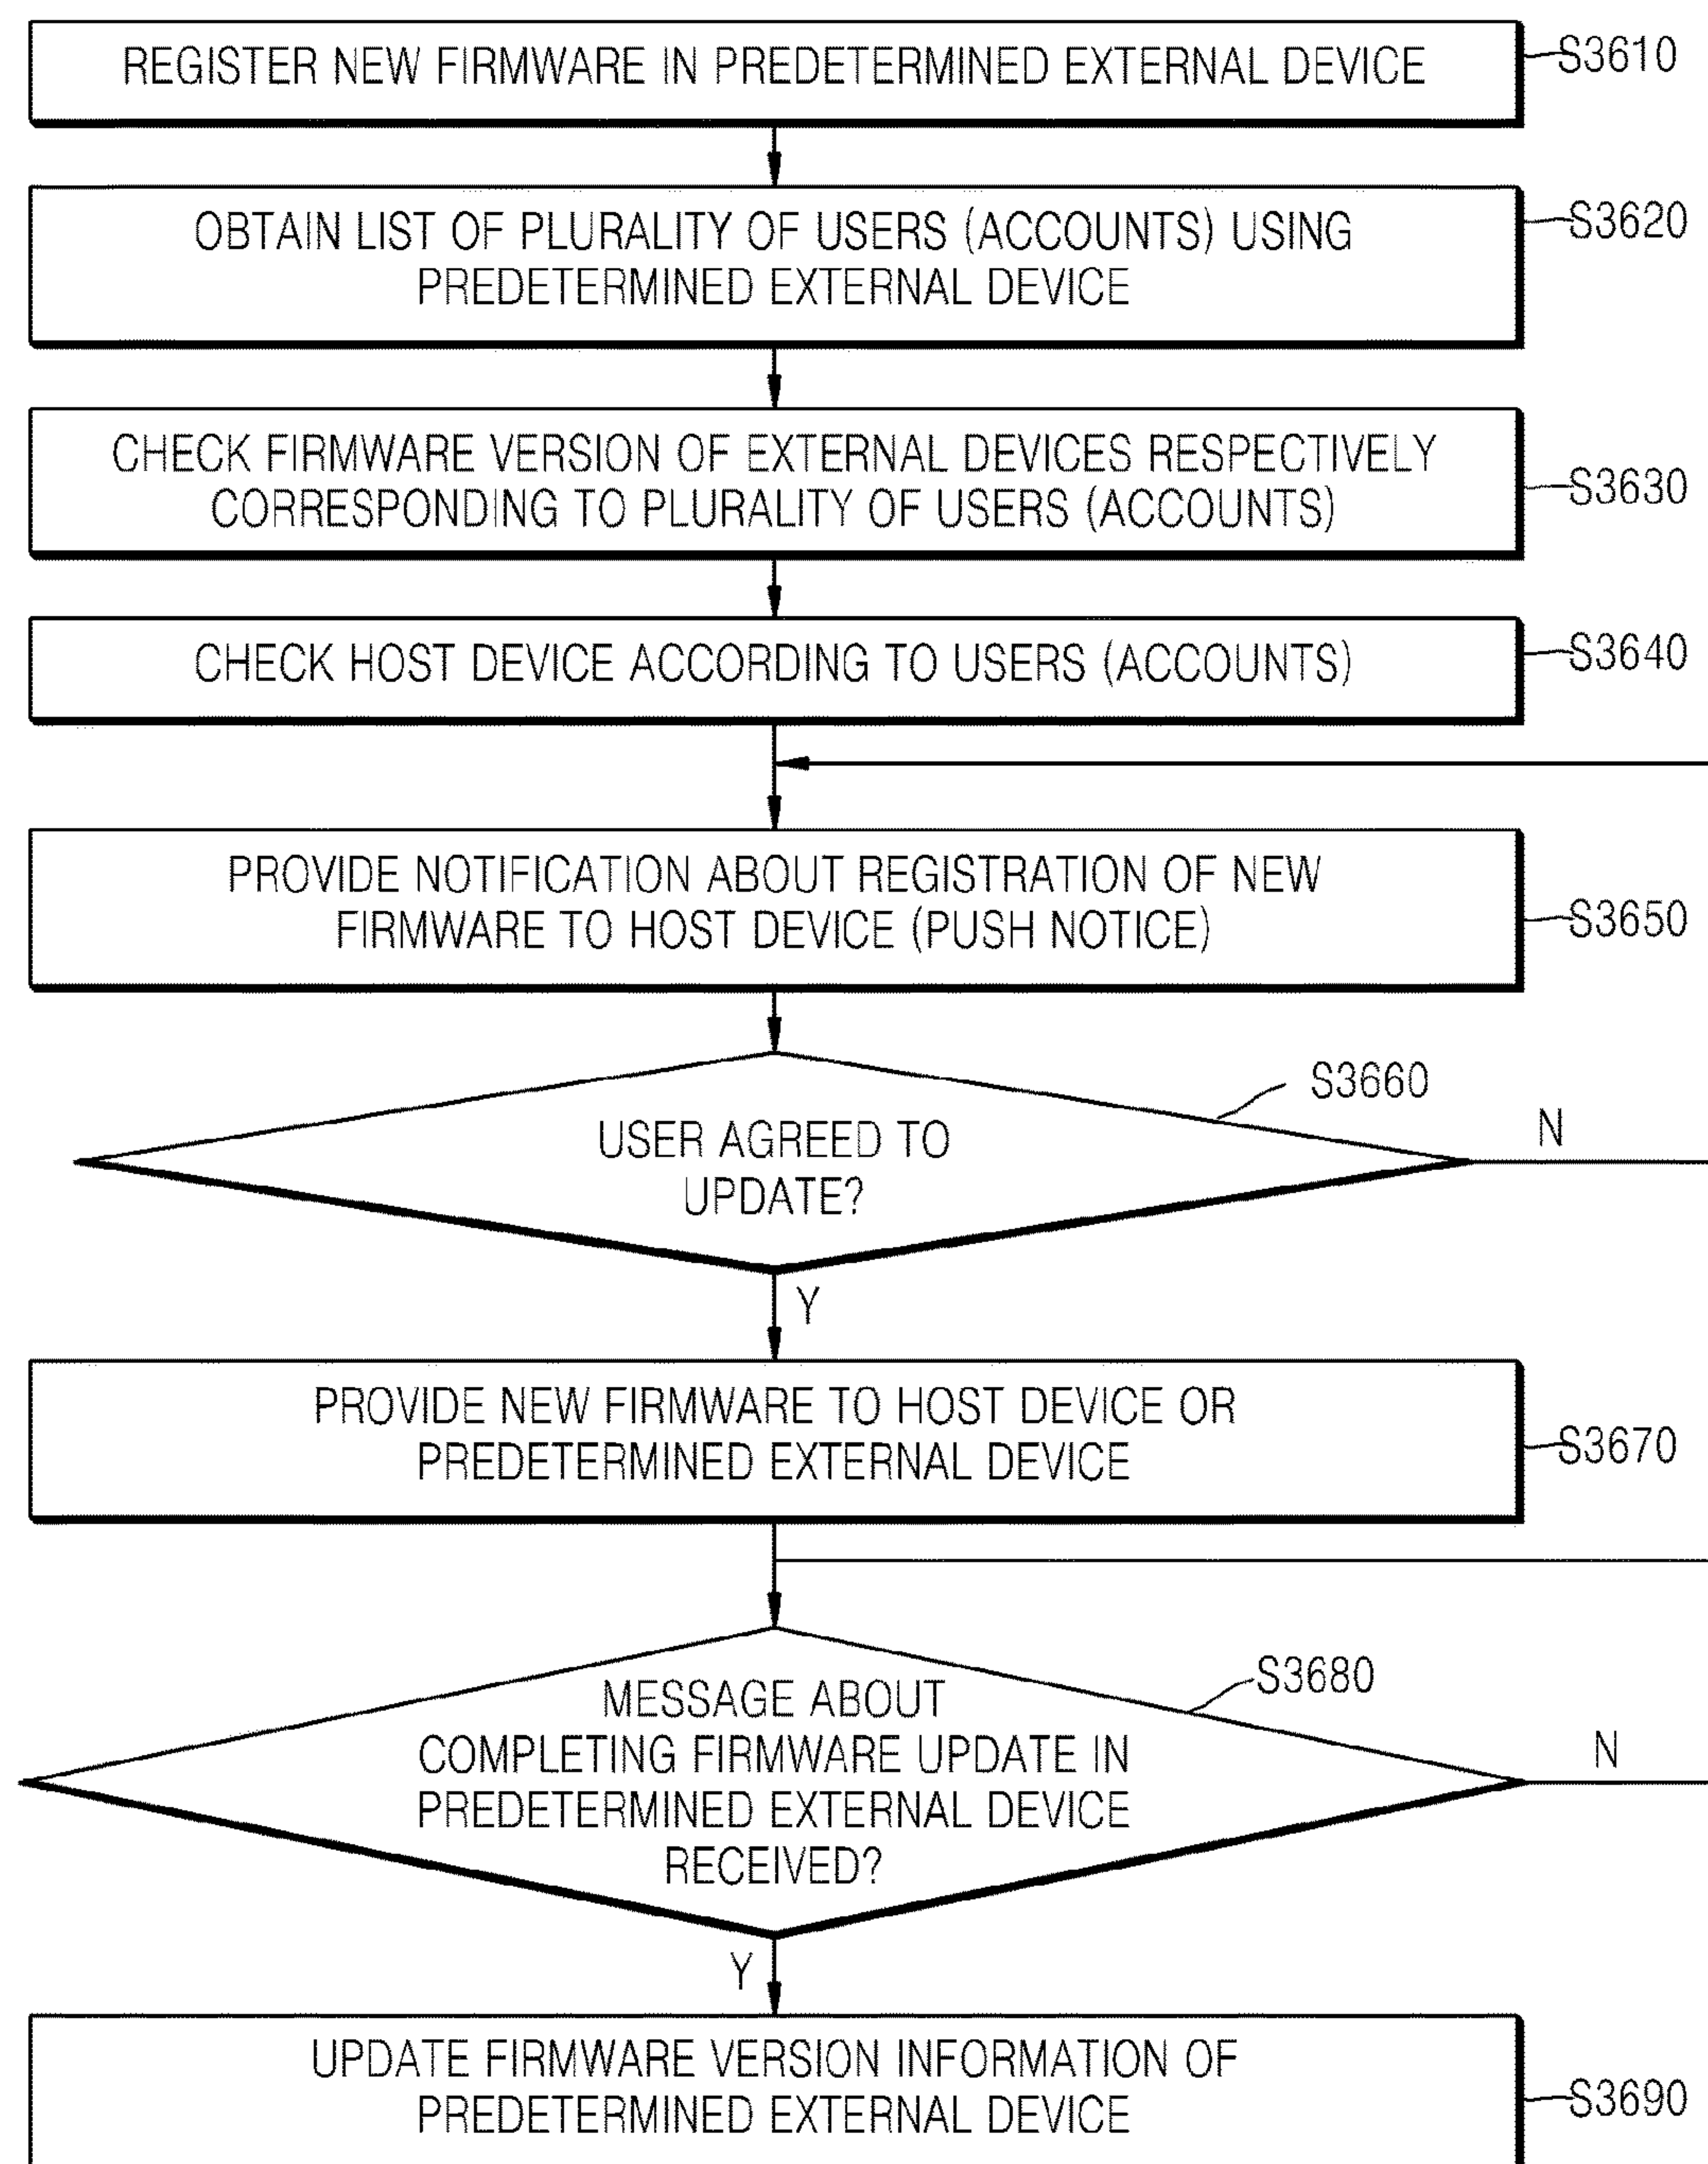 REGISTER NEW FIRMWARE IN PREDETERMINED EXTERNAL DEVICE
S3610
OBTAIN LIST OF PLURALITY OF USERS (ACCOUNTS) USING
PREDETERMINED EXTERNAL DEVICE
S3620
CHECK FIRMWARE VERSION OF EXTERNAL DEVICES RESPECTIVELY
CORRESPONDING TO PLURALITY OF USERS (ACCOUNTS)
S3630
CHECK HOST DEVICE ACCORDING TO USERS (ACCOUNTS)
S3640
PROVIDE NOTIFICATION ABOUT REGISTRATION OF NEW
FIRMWARE TO HOST DEVICE (PUSH NOTICE)
S3650
S3660
USER AGREED TO
UPDATE?
N
Y
PROVIDE NEW FIRMWARE TO HOST DEVICE OR
PREDETERMINED EXTERNAL DEVICE
S3670
S3680
MESSAGE ABOUT
COMPLETING FIRMWARE UPDATE IN
PREDETERMINED EXTERNAL DEVICE
RECEIVED?
N
Y
UPDATE FIRMWARE VERSION INFORMATION OF
PREDETERMINED EXTERNAL DEVICE
S3690